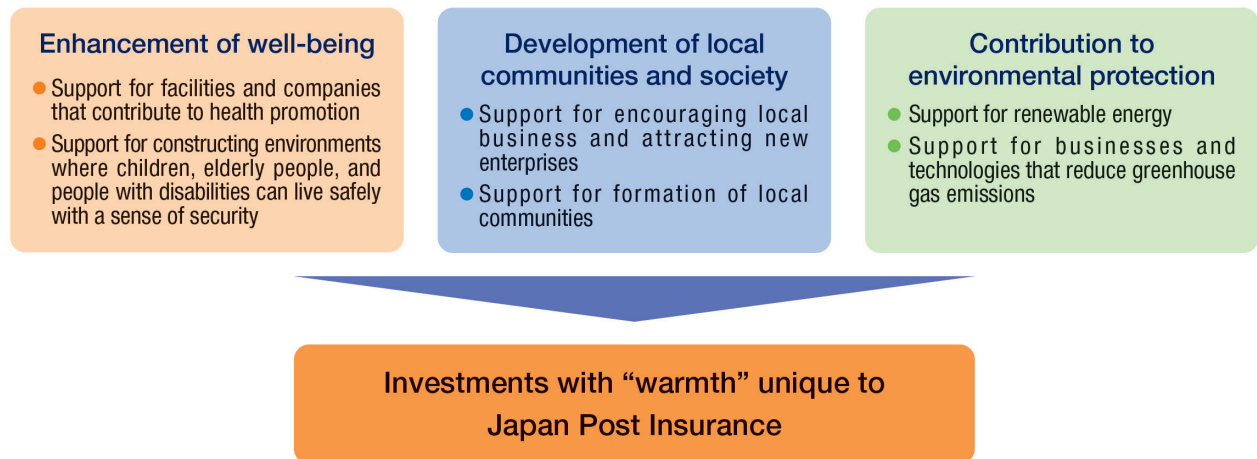 Enhancement of well-being
● Support for facilities and companies
that contribute to health promotion
● Support for constructing environments
where children, elderly people, and
people with disabilities can live safely
with a sense of security
Development of local
communities and society
● Support for encouraging local
business and attracting new
enterprises
● Support for formation of local
communities
Contribution to
environmental protection
● Support for renewable energy
● Support for businesses and
technologies that reduce greenhouse
gas emissions
Investments with “warmth” unique to
Japan Post Insurance